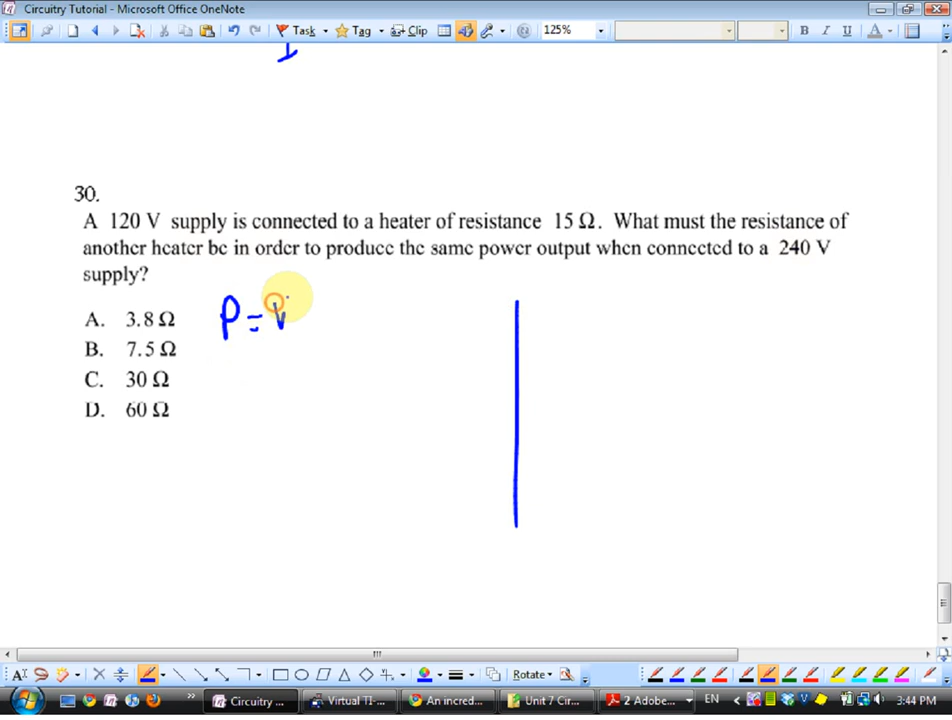 Circuitry Tutorial - Microsoft Office OneNote
Task Tag Clip 125% B I U A
I
30.
A 120 V supply is connected to a heater of resistance 15 Ω. What must the resistance of
another heater be in order to produce the same power output when connected to a 240 V
supply?
P = V
A. 3.8 Ω
B. 7.5 Ω
C. 30 Ω
D. 60 Ω
Rotate
Circuitry ... Virtual TI-... An incred... Unit 7 Cir... 2 Adobe... EN 3:44 PM